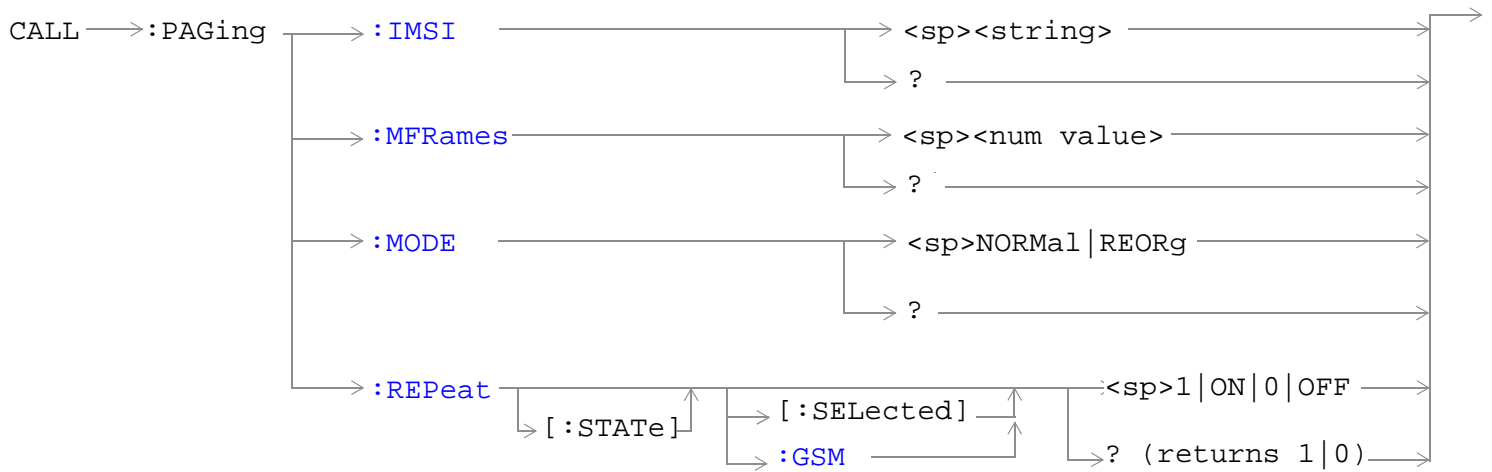 CALL :PAGing :IMSI <sp><string>
?
:MFRames <sp><num value>
?
:MODE <sp>NORMal|REORg
?
:REPeat <sp>1|ON|0|OFF
[:STATe] [:SELected]
:GSM ? (returns 1|0)